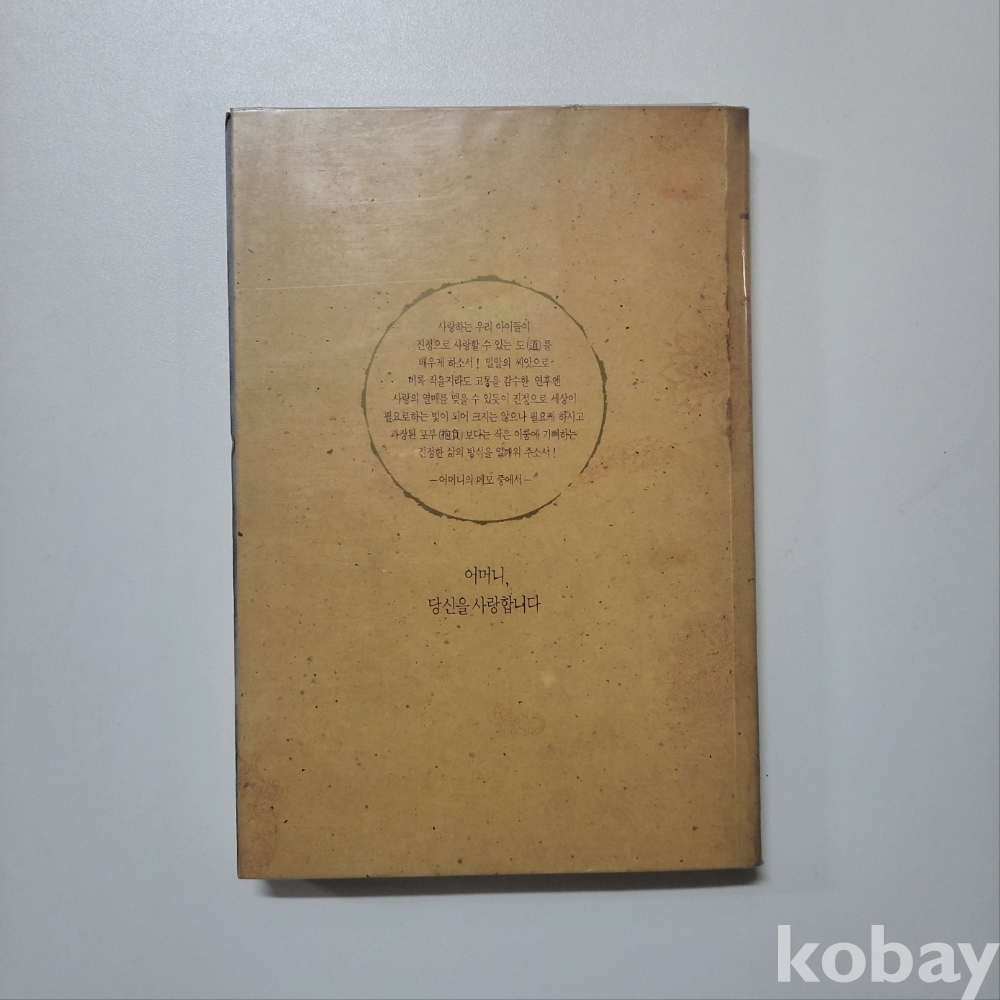 사랑하는 우리 아이들이
진정으로 사랑할 수 있는 도(道)를
배우게 하소서! 밀알의 씨앗으로
비록 작을지라도 고통을 감수한 연후엔
사랑의 열매를 맺을 수 있듯이 진정으로 세상이
필요로하는 빛이 되어 크지는 않으나 필요케 하시고
과장된 포부(抱負)보다는 작은 이룸에 기뻐하는
진정한 삶의 방식을 일깨워 주소서!
—어머니의 메모 중에서—
어머니,
당신을 사랑합니다
kobay